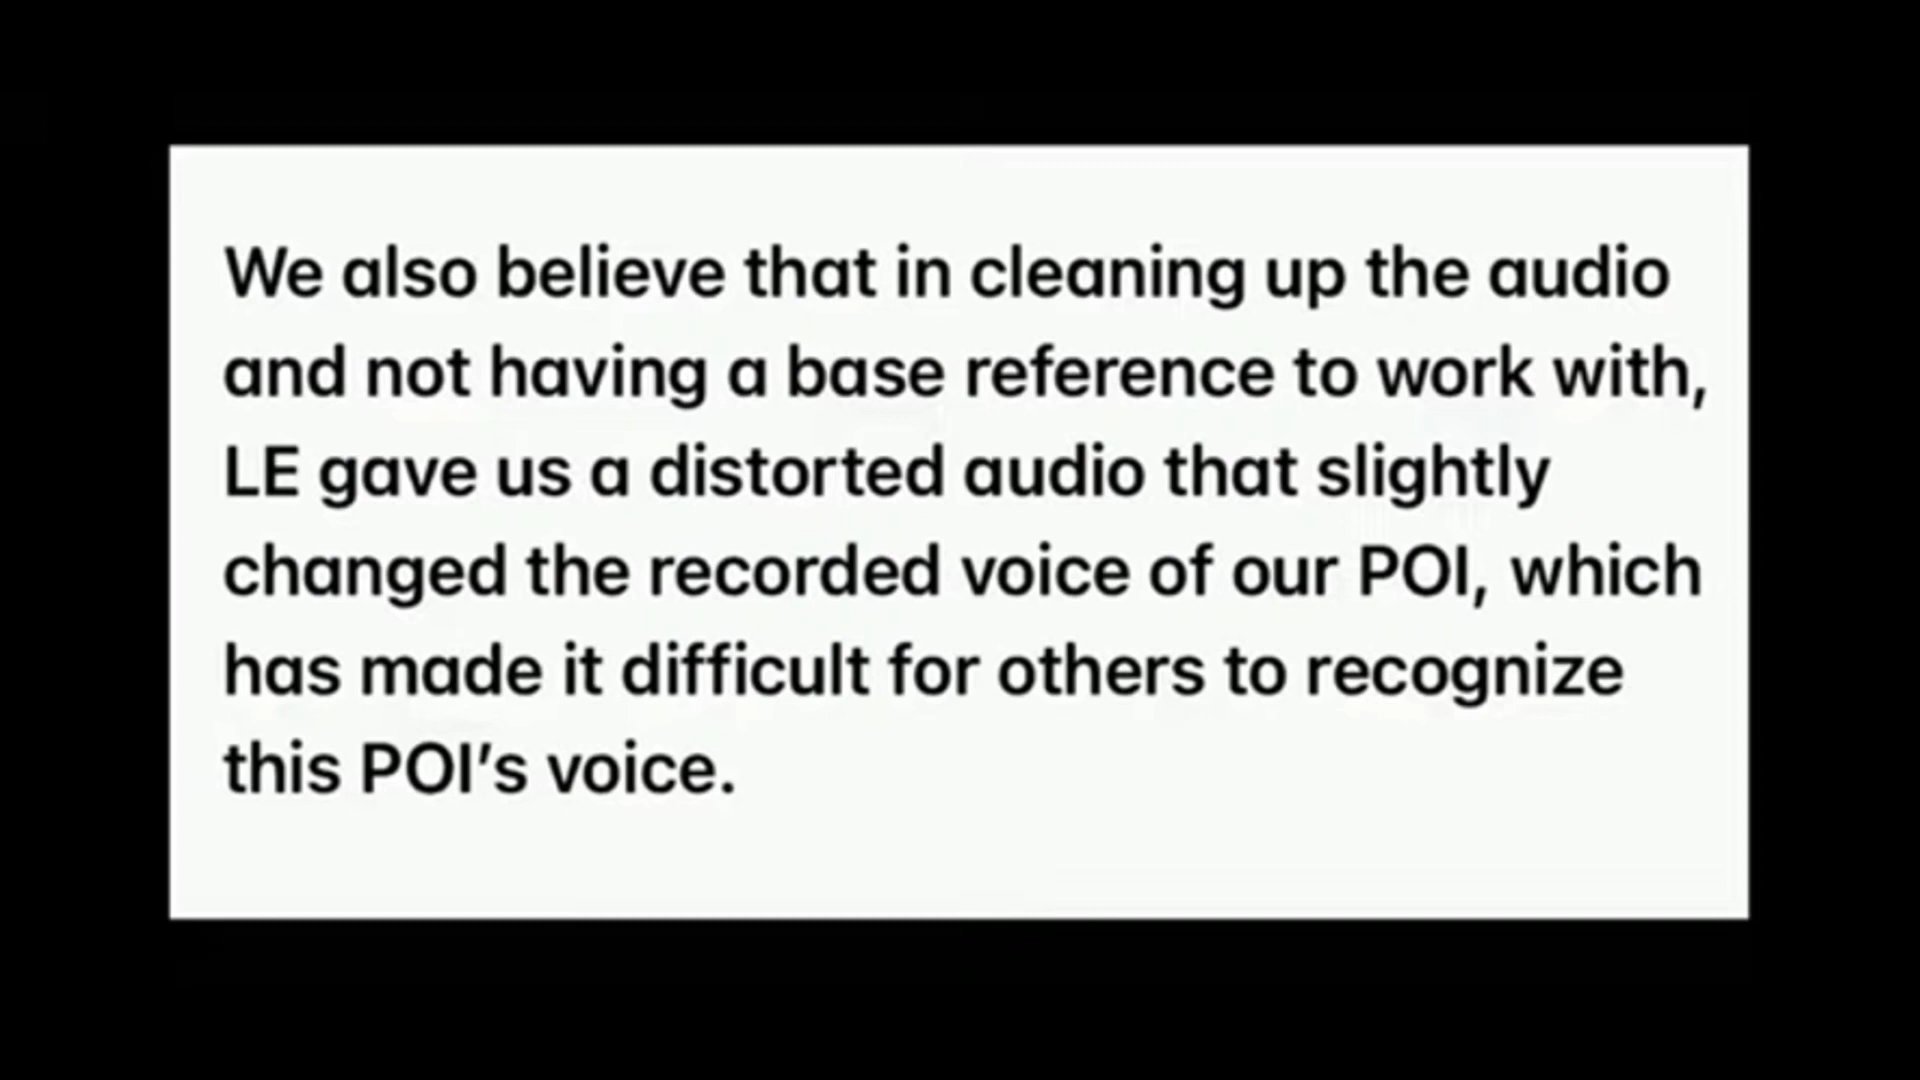 We also believe that in cleaning up the audio
and not having a base reference to work with,
LE gave us a distorted audio that slightly
changed the recorded voice of our POI, which
has made it difficult for others to recognize
this POI’s voice.